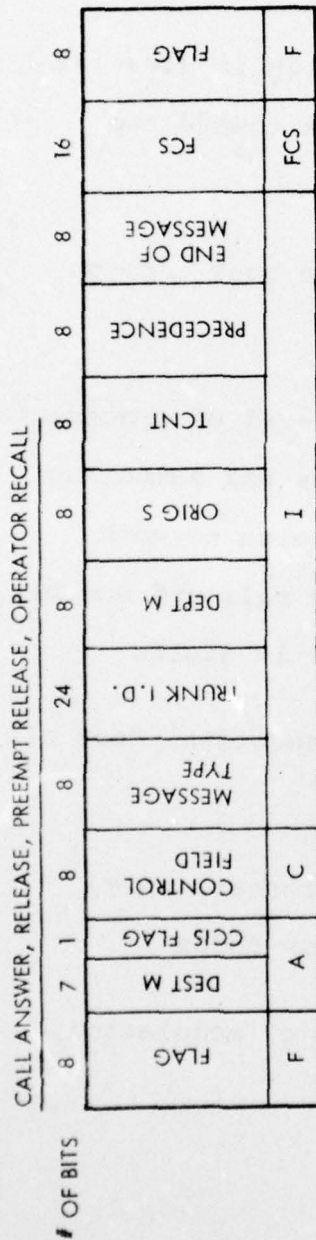 CALL ANSWER, RELEASE, PREEMPT RELEASE, OPERATOR RECALL
# OF BITS 8 7 1 8 8 24 8 8 8 8 8 16 8
FLAG
DEST M
CCIS FLAG
CONTROL
FIELD
MESSAGE
TYPE
TRUNK I.D.
DEPT M
ORIG S
TCNT
PRECEDENCE
END OF
MESSAGE
FCS
FLAG
F A C I FCS F